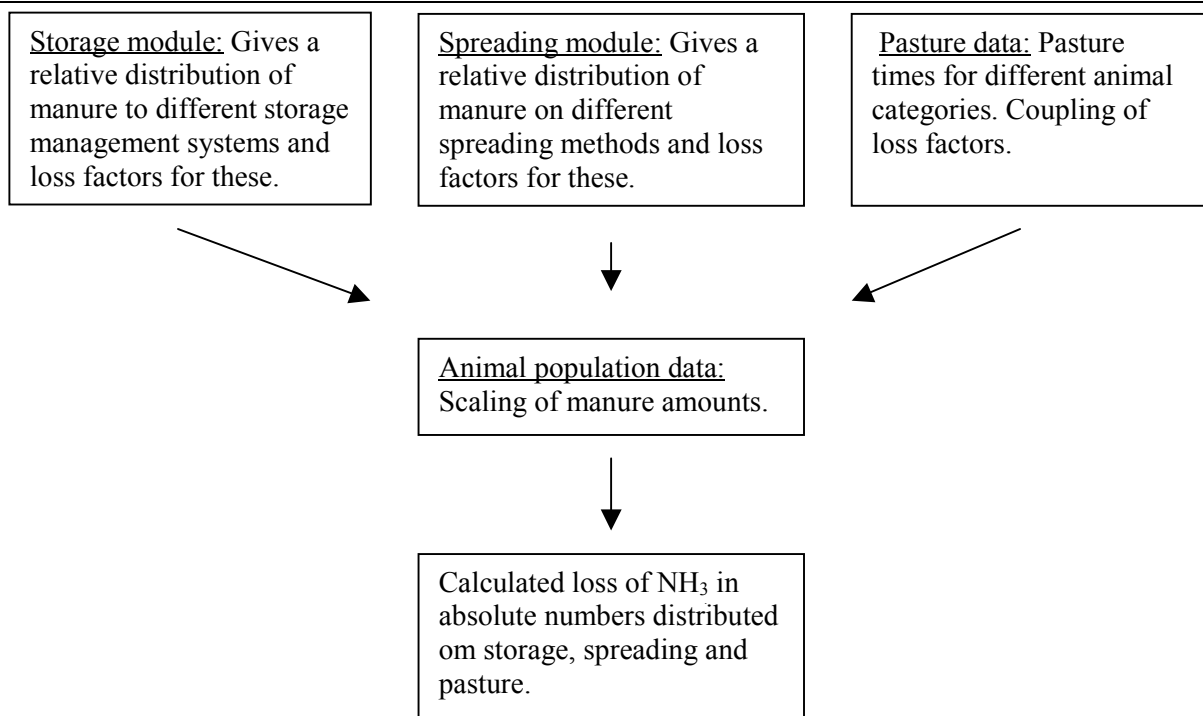 Storage module: Gives a
relative distribution of
manure to different storage
management systems and
loss factors for these.
Spreading module: Gives a
relative distribution of
manure on different
spreading methods and loss
factors for these.
Pasture data: Pasture
times for different animal
categories. Coupling of
loss factors.
Animal population data:
Scaling of manure amounts.
Calculated loss of NH₃ in
absolute numbers distributed
om storage, spreading and
pasture.